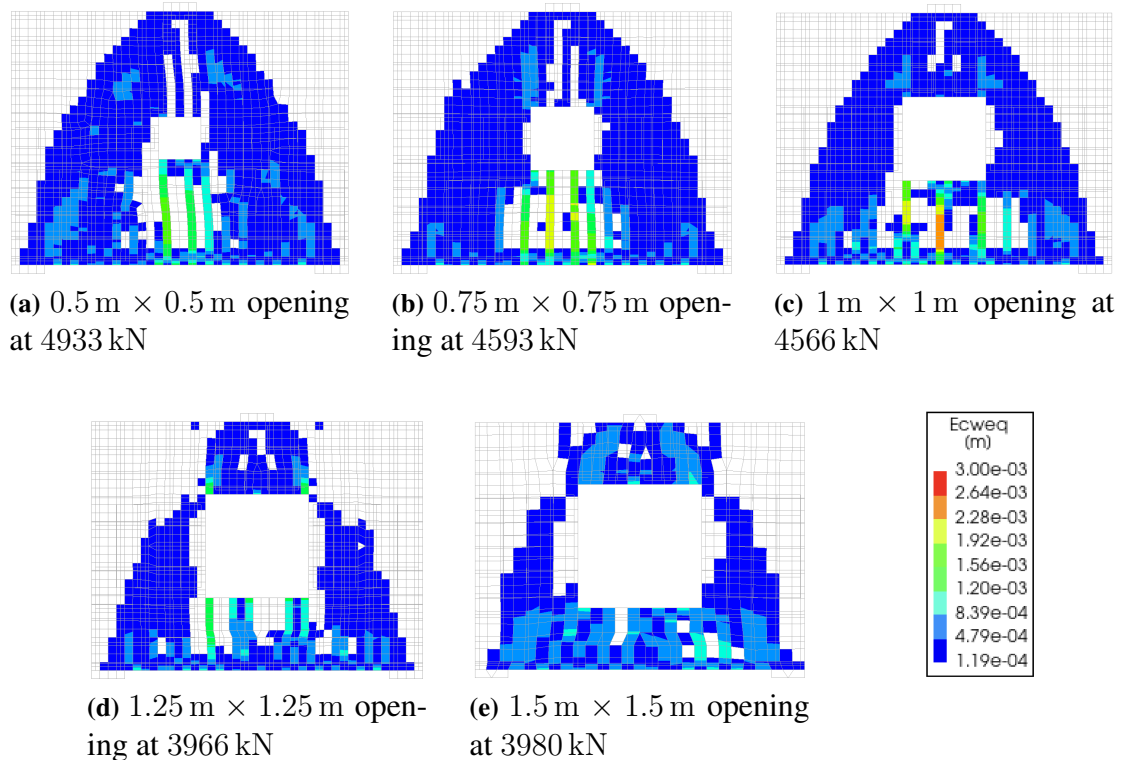 (a) 0.5 m × 0.5 m opening
at 4933 kN
(b) 0.75 m × 0.75 m open-
ing at 4593 kN
(c) 1 m × 1 m opening at
4566 kN
(d) 1.25 m × 1.25 m open-
ing at 3966 kN
(e) 1.5 m × 1.5 m opening
at 3980 kN
Ecweq
(m)
3.00e-03
2.64e-03
2.28e-03
1.92e-03
1.56e-03
1.20e-03
8.39e-04
4.79e-04
1.19e-04